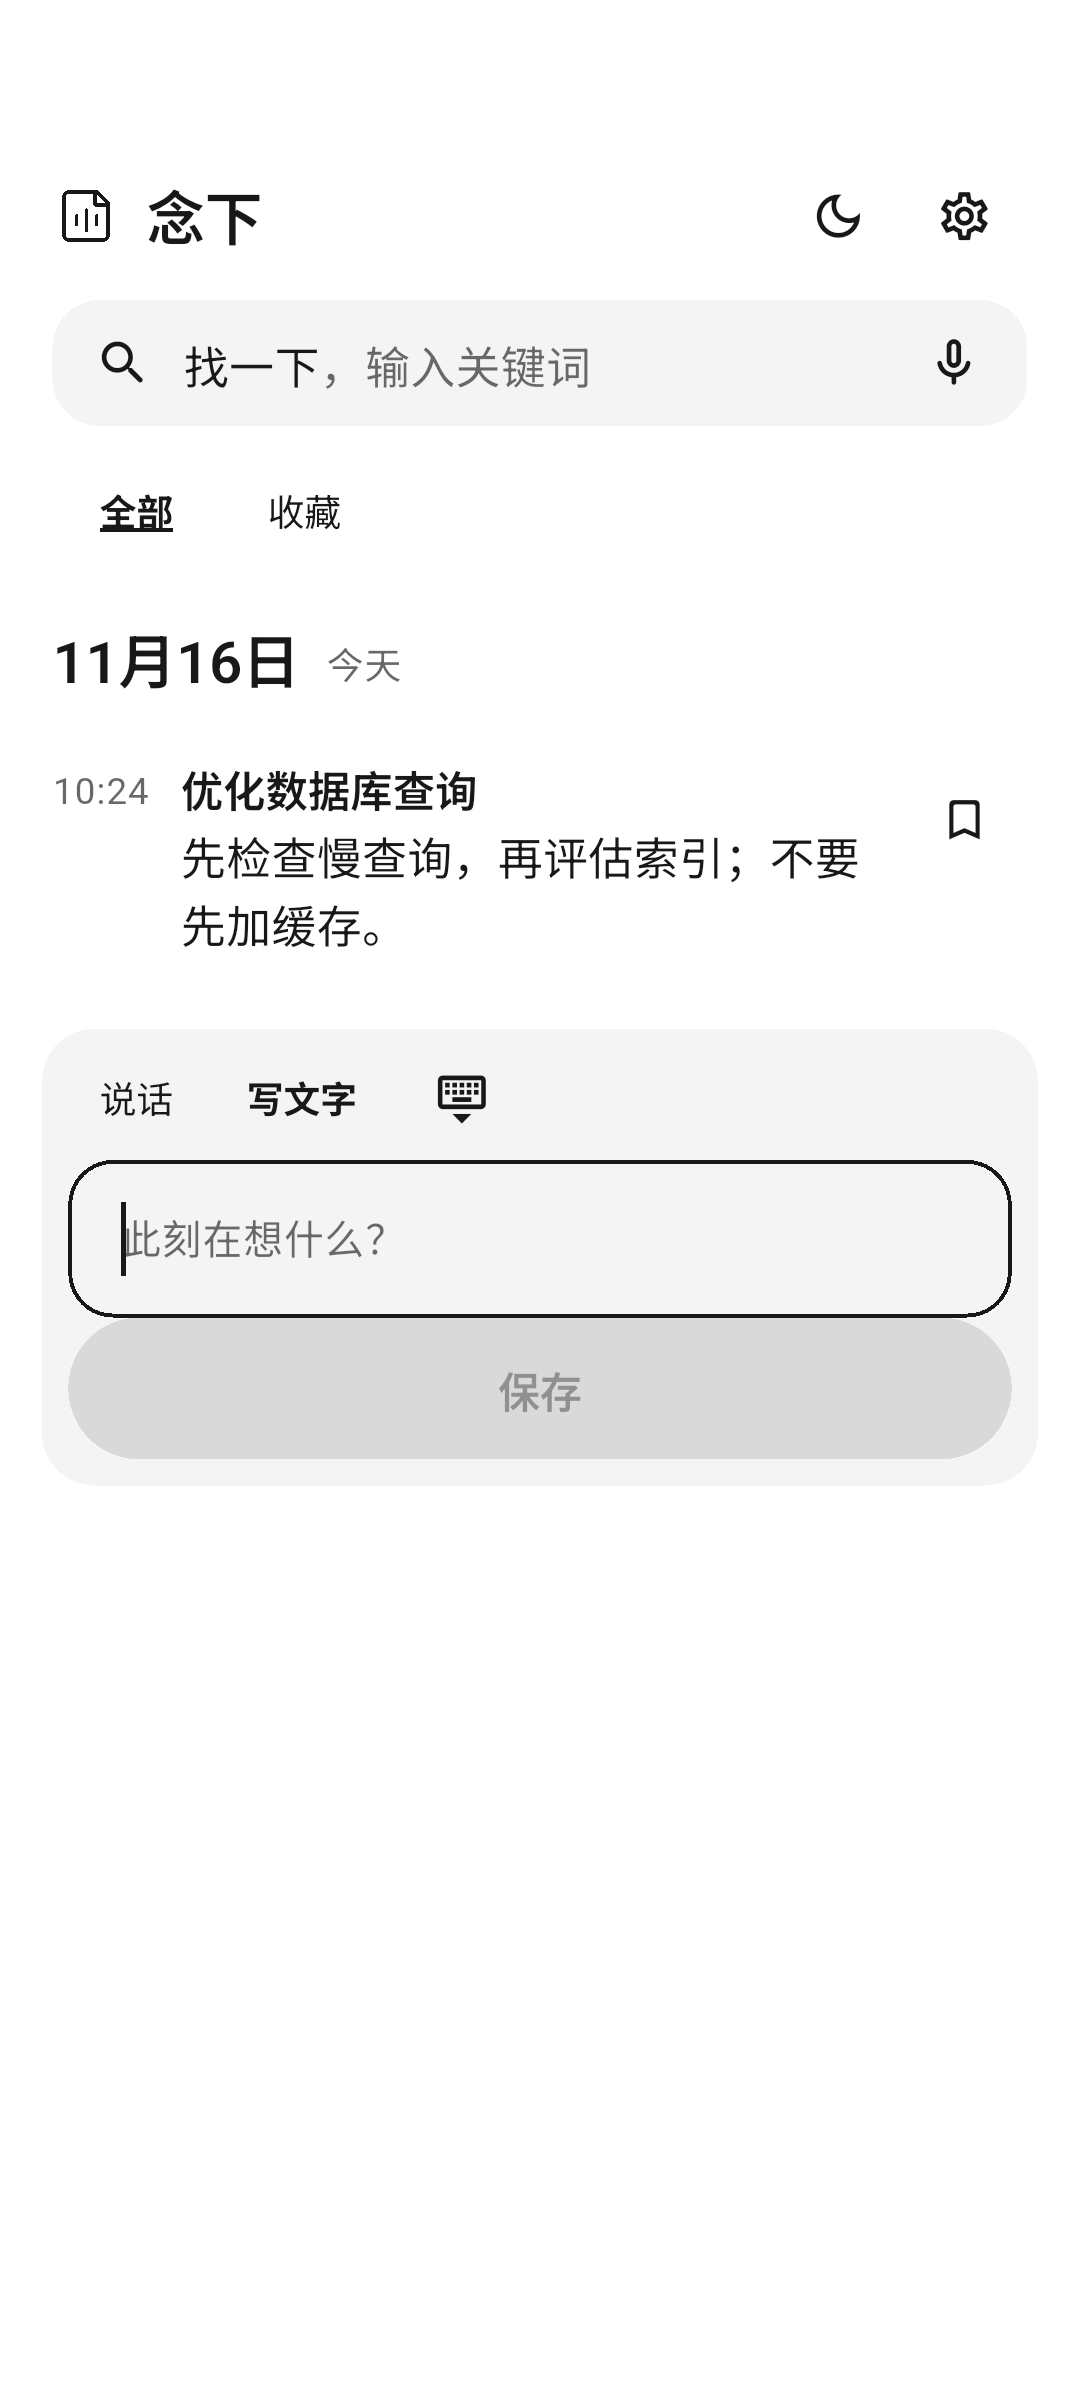 念下
找一下，输入关键词
全部 收藏
11月16日 今天
10:24 优化数据库查询
先检查慢查询，再评估索引；不要
先加缓存。
说话 写文字
此刻在想什么？
保存